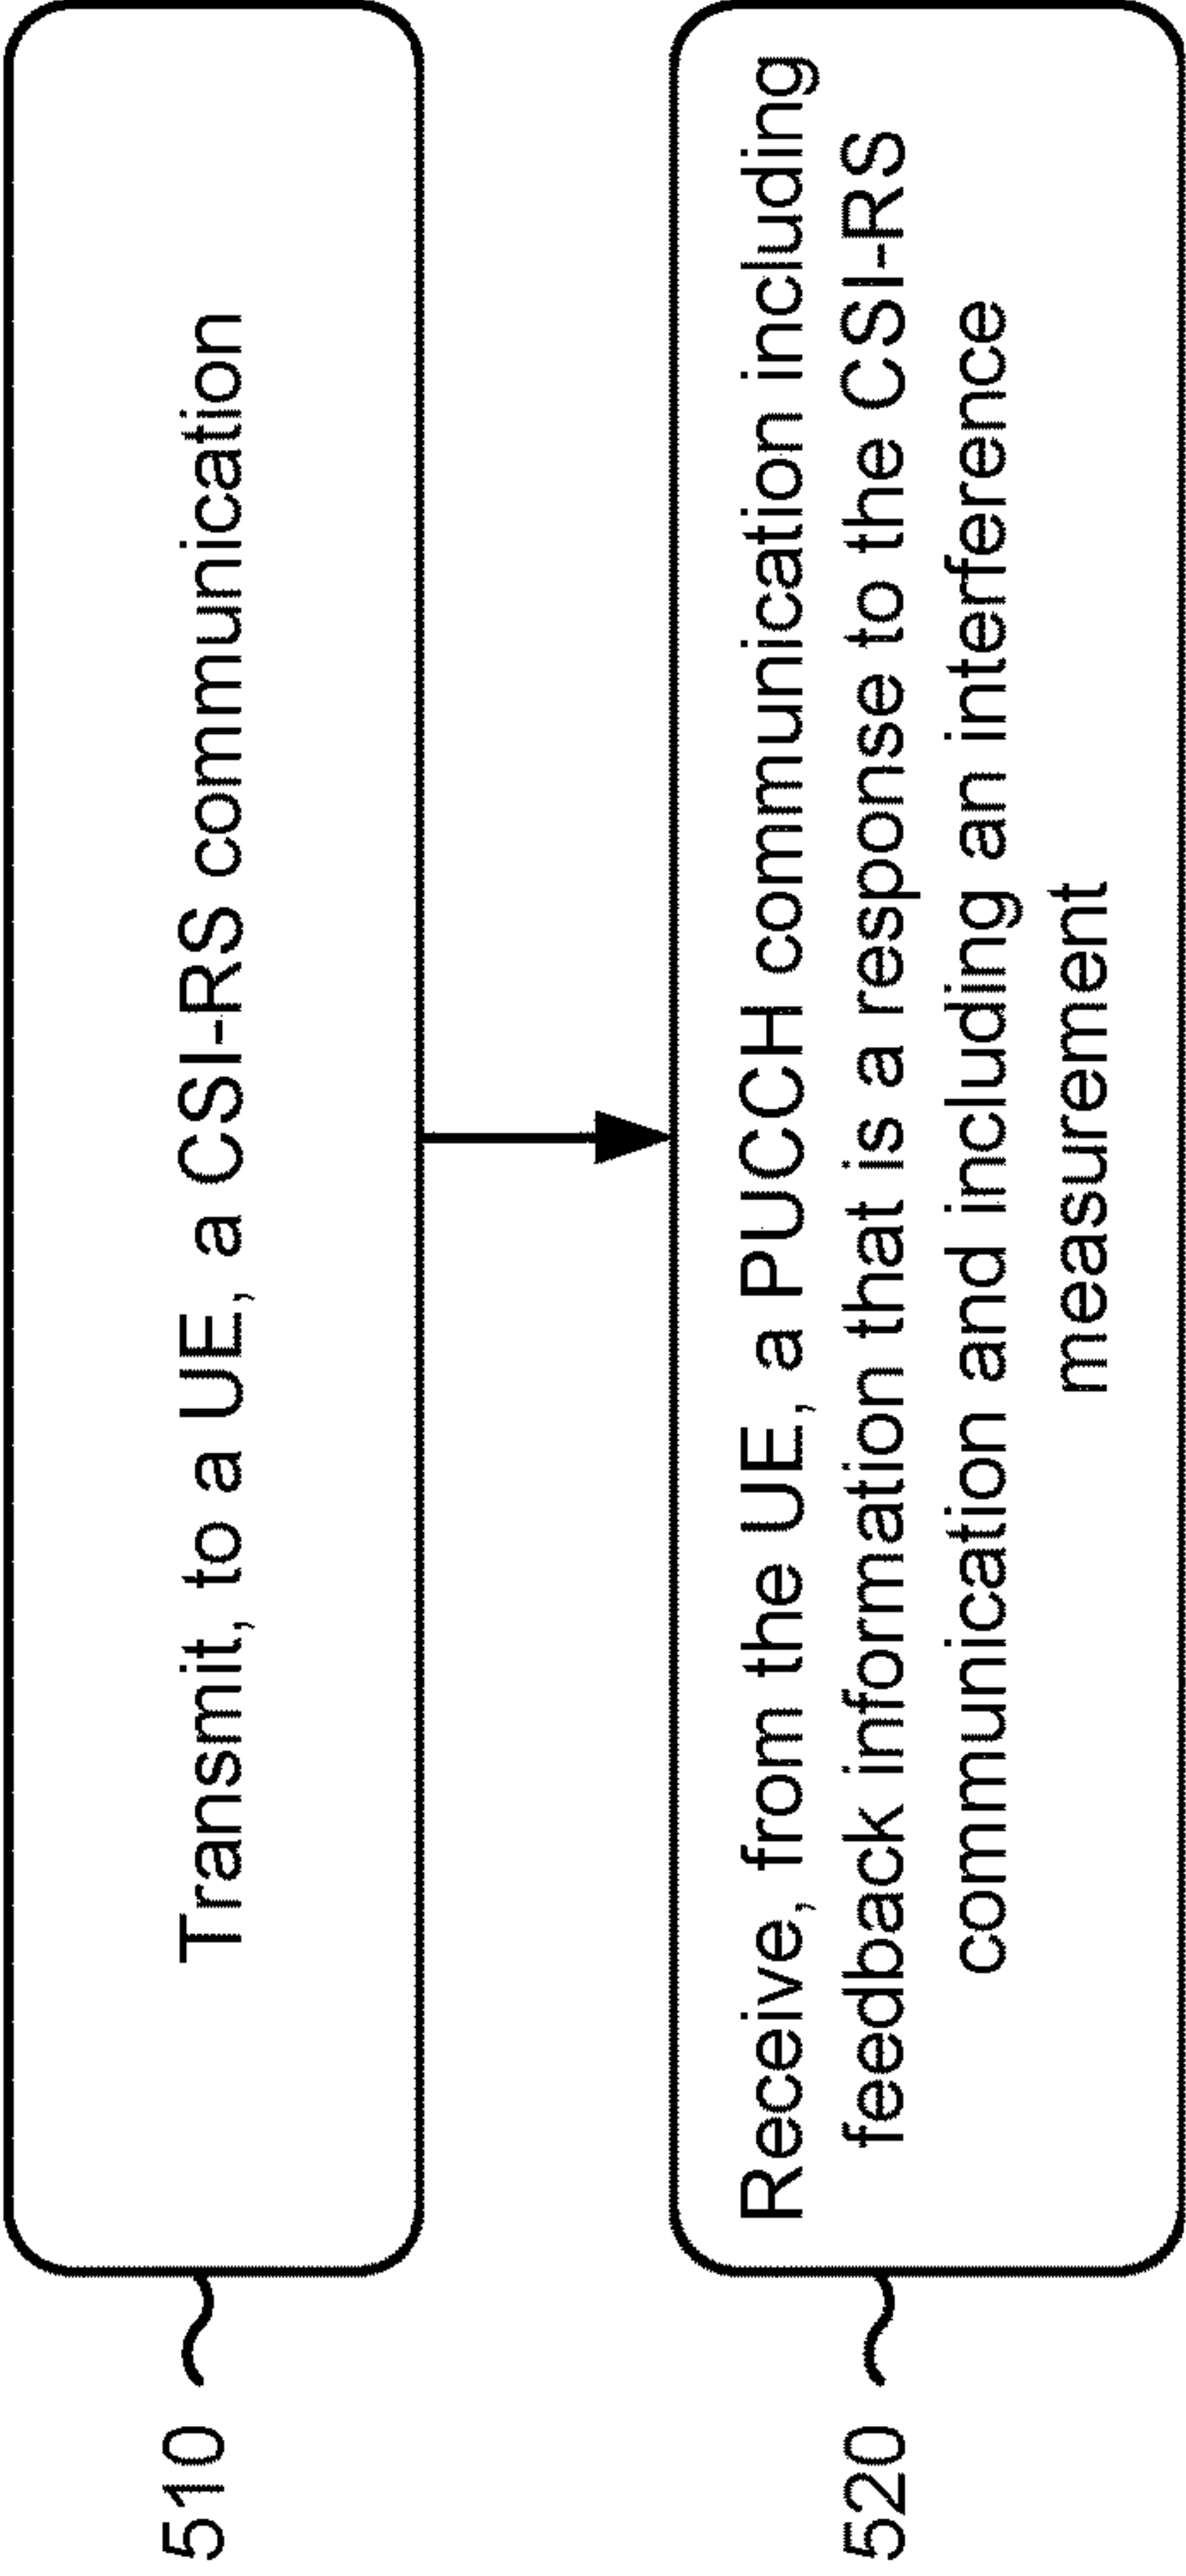 510
Transmit, to a UE, a CSI-RS communication
520
Receive, from the UE, a PUCCH communication including
feedback information that is a response to the CSI-RS
communication and including an interference
measurement